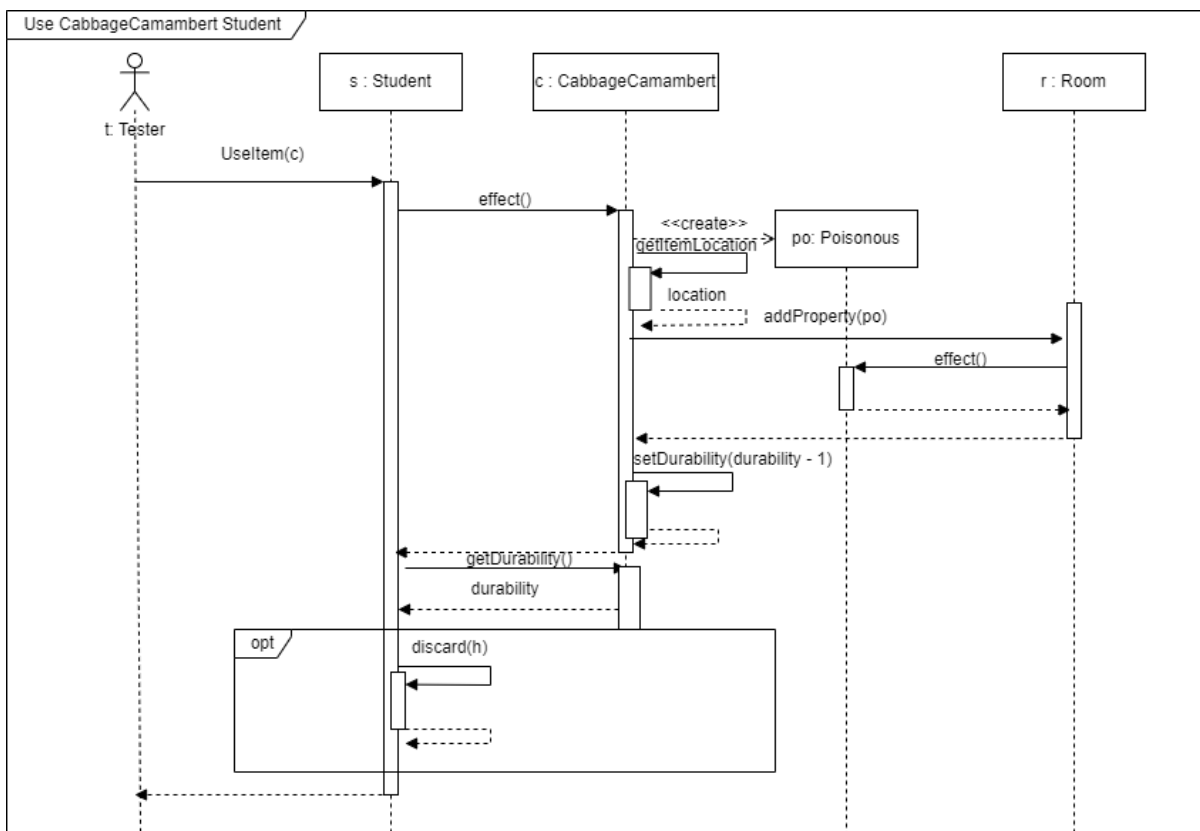 Use CabbageCamambert Student
s : Student
c : CabbageCamambert
r : Room
t: Tester
UseItem(c)
effect()
<<create>>
po: Poisonous
getItemLocation
location
addProperty(po)
effect()
setDurability(durability - 1)
getDurability()
durability
opt
discard(h)